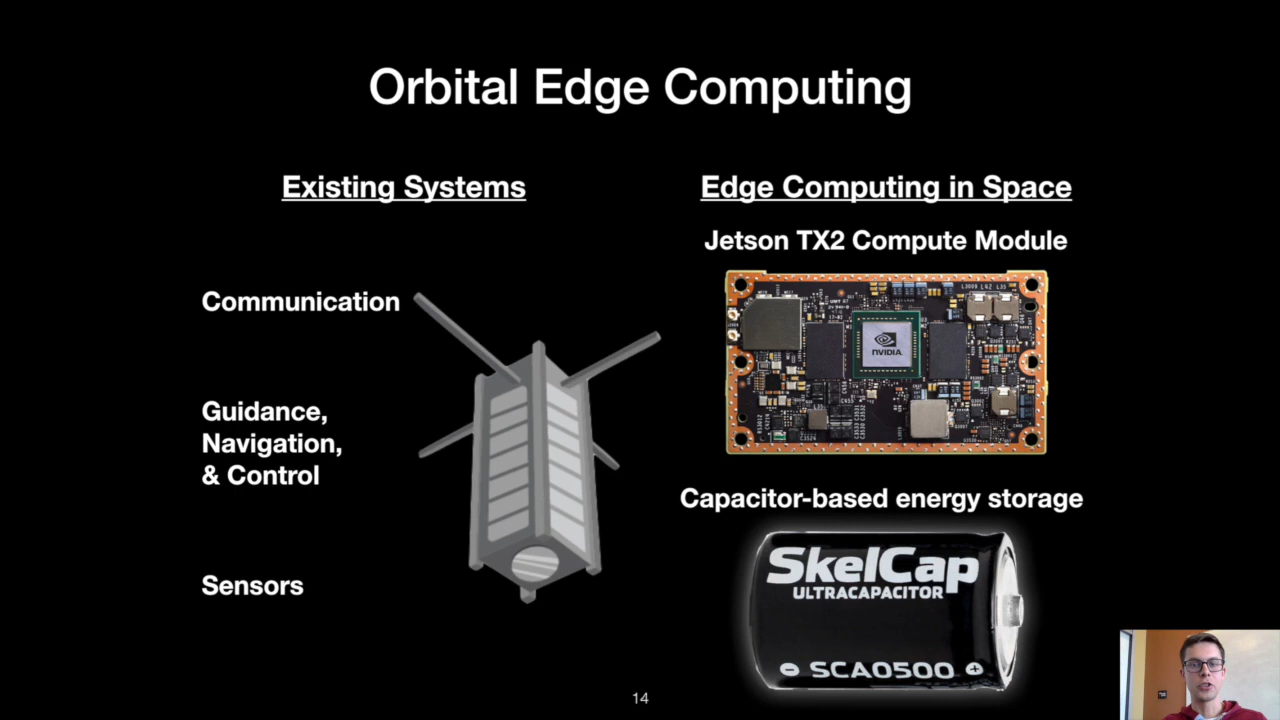 Orbital Edge Computing
Existing Systems
Communication
Guidance,
Navigation,
& Control
Sensors
Edge Computing in Space
Jetson TX2 Compute Module
NVIDIA
Capacitor-based energy storage
SkelCap
ULTRACAPACITOR
SCA0500
14